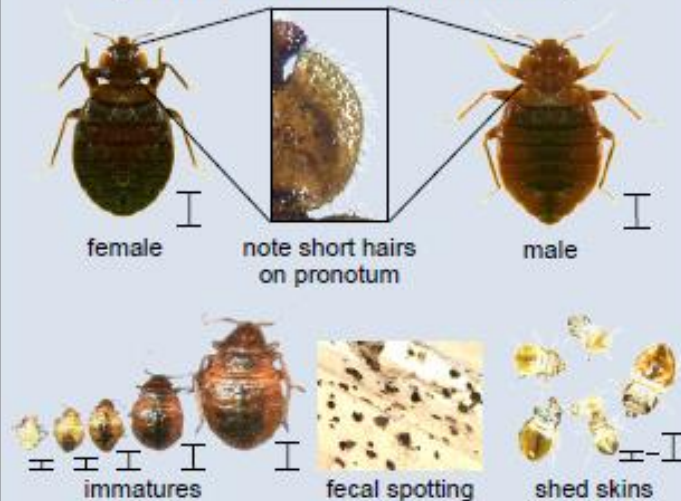 female
note short hairs
on pronotum
male
immatures
fecal spotting
shed skins